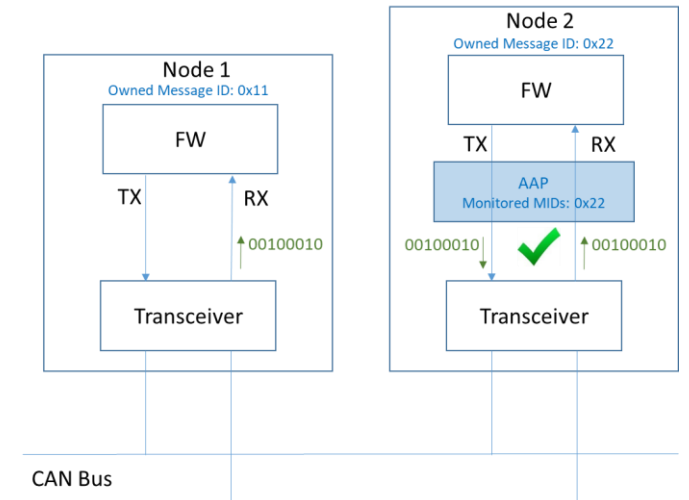 Node 1
Owned Message ID: 0x11
FW
TX
RX
00100010
Transceiver
Node 2
Owned Message ID: 0x22
FW
TX
RX
AAP
Monitored MIDs: 0x22
00100010
00100010
Transceiver
CAN Bus